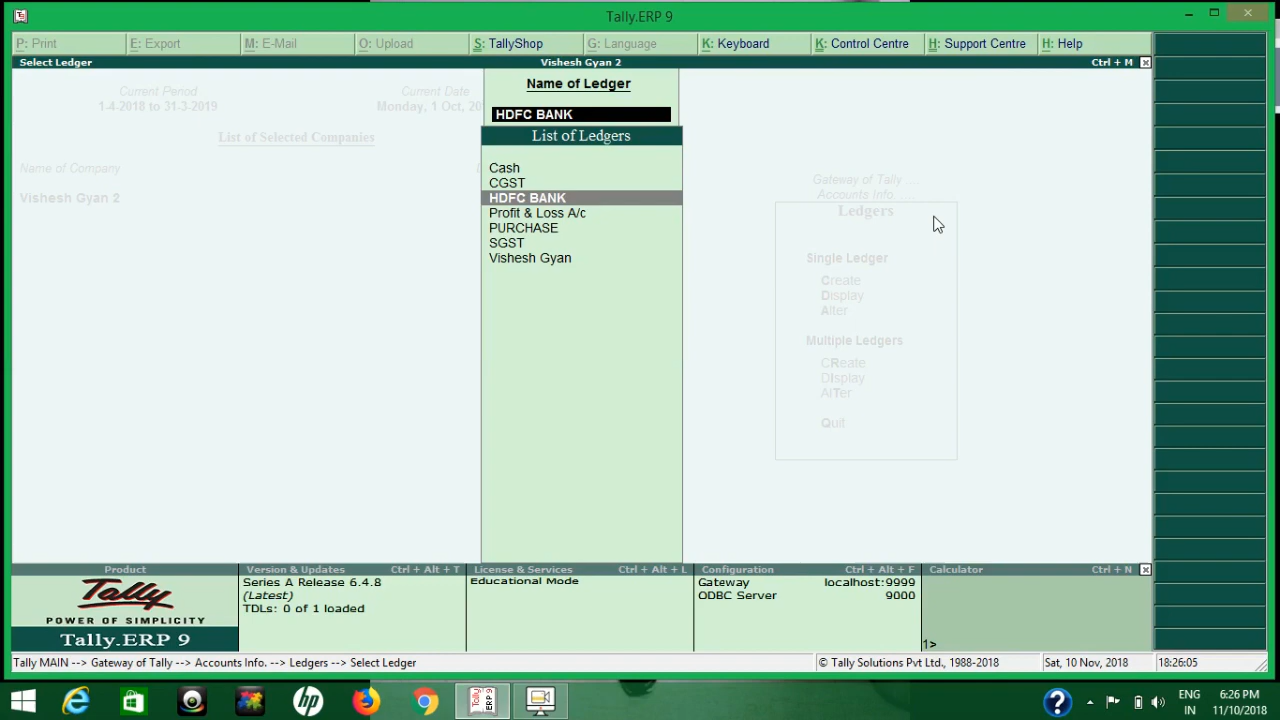 Tally.ERP 9
P: Print
E: Export
M: E-Mail
O: Upload
S: TallyShop
G: Language
K: Keyboard
K: Control Centre
H: Support Centre
H: Help
Select Ledger
Vishesh Gyan 2
Ctrl + M
Current Period
1-4-2018 to 31-3-2019
Current Date
Monday, 1 Oct, 20
List of Selected Companies
Name of Company
Vishesh Gyan 2
Name of Ledger
HDFC BANK
List of Ledgers
Cash
CGST
HDFC BANK
Profit & Loss A/c
PURCHASE
SGST
Vishesh Gyan
Gateway of Tally ....
Accounts Info. ....
Ledgers
Single Ledger
Create
Display
Alter
Multiple Ledgers
CReate
DIsplay
AlTer
Quit
Product
Tally
POWER OF SIMPLICITY
Tally.ERP 9
Version & Updates Ctrl + Alt + T
Series A Release 6.4.8
(Latest)
TDLs: 0 of 1 loaded
License & Services Ctrl + Alt + L
Educational Mode
Configuration Ctrl + Alt + F
Gateway localhost:9999
ODBC Server 9000
Calculator Ctrl + N
1>
Tally MAIN --> Gateway of Tally --> Accounts Info. --> Ledgers --> Select Ledger
© Tally Solutions Pvt Ltd., 1988-2018
Sat, 10 Nov, 2018
18:26:05
hp
Tally ERP 9
ENG
IN
6:26 PM
11/10/2018